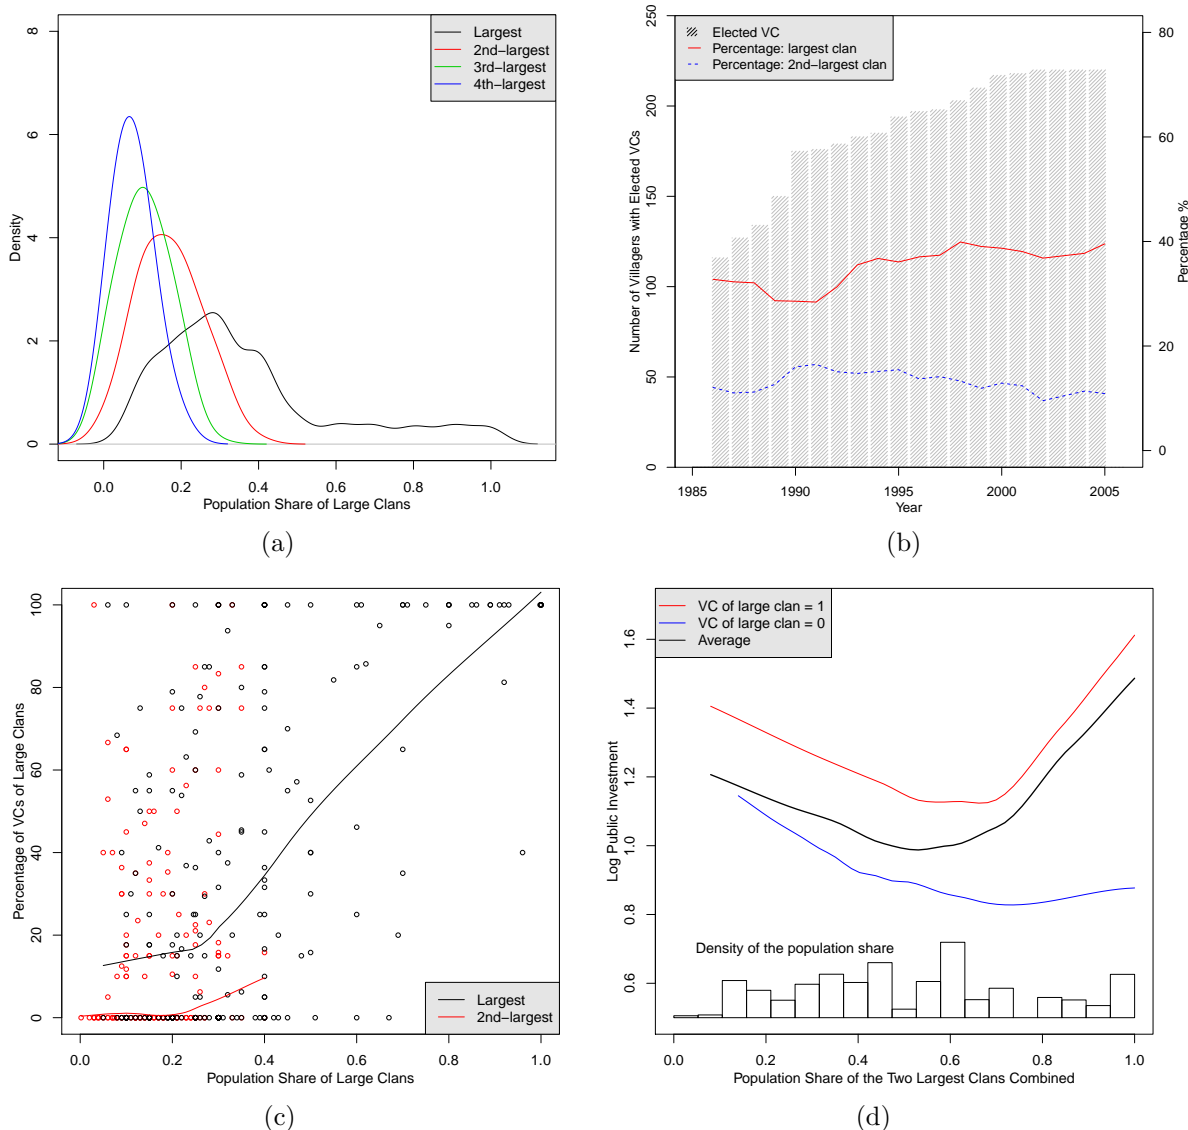 Largest
2nd−largest
3rd−largest
4th−largest
Density
0 2 4 6 8
0.0 0.2 0.4 0.6 0.8 1.0
Population Share of Large Clans
(a)
Elected VC
Percentage: largest clan
Percentage: 2nd−largest clan
Number of Villagers with Elected VCs
0 50 100 150 200 250
Percentage %
0 20 40 60 80
1985 1990 1995 2000 2005
Year
(b)
Percentage of VCs of Large Clans
0 20 40 60 80 100
Largest
2nd−largest
0.0 0.2 0.4 0.6 0.8 1.0
Population Share of Large Clans
(c)
VC of large clan = 1
VC of large clan = 0
Average
Log Public Investment
0.6 0.8 1.0 1.2 1.4 1.6
Density of the population share
0.0 0.2 0.4 0.6 0.8 1.0
Population Share of the Two Largest Clans Combined
(d)